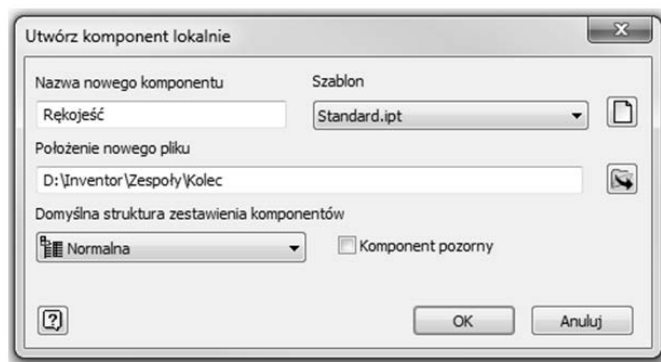 Utwórz komponent lokalnie
Nazwa nowego komponentu
Szablon
Rękojeść
Standard.ipt
Położenie nowego pliku
D:\Inventor\Zespoły\Kolec
Domyślna struktura zestawienia komponentów
Normalna
Komponent pozorny
OK
Anuluj